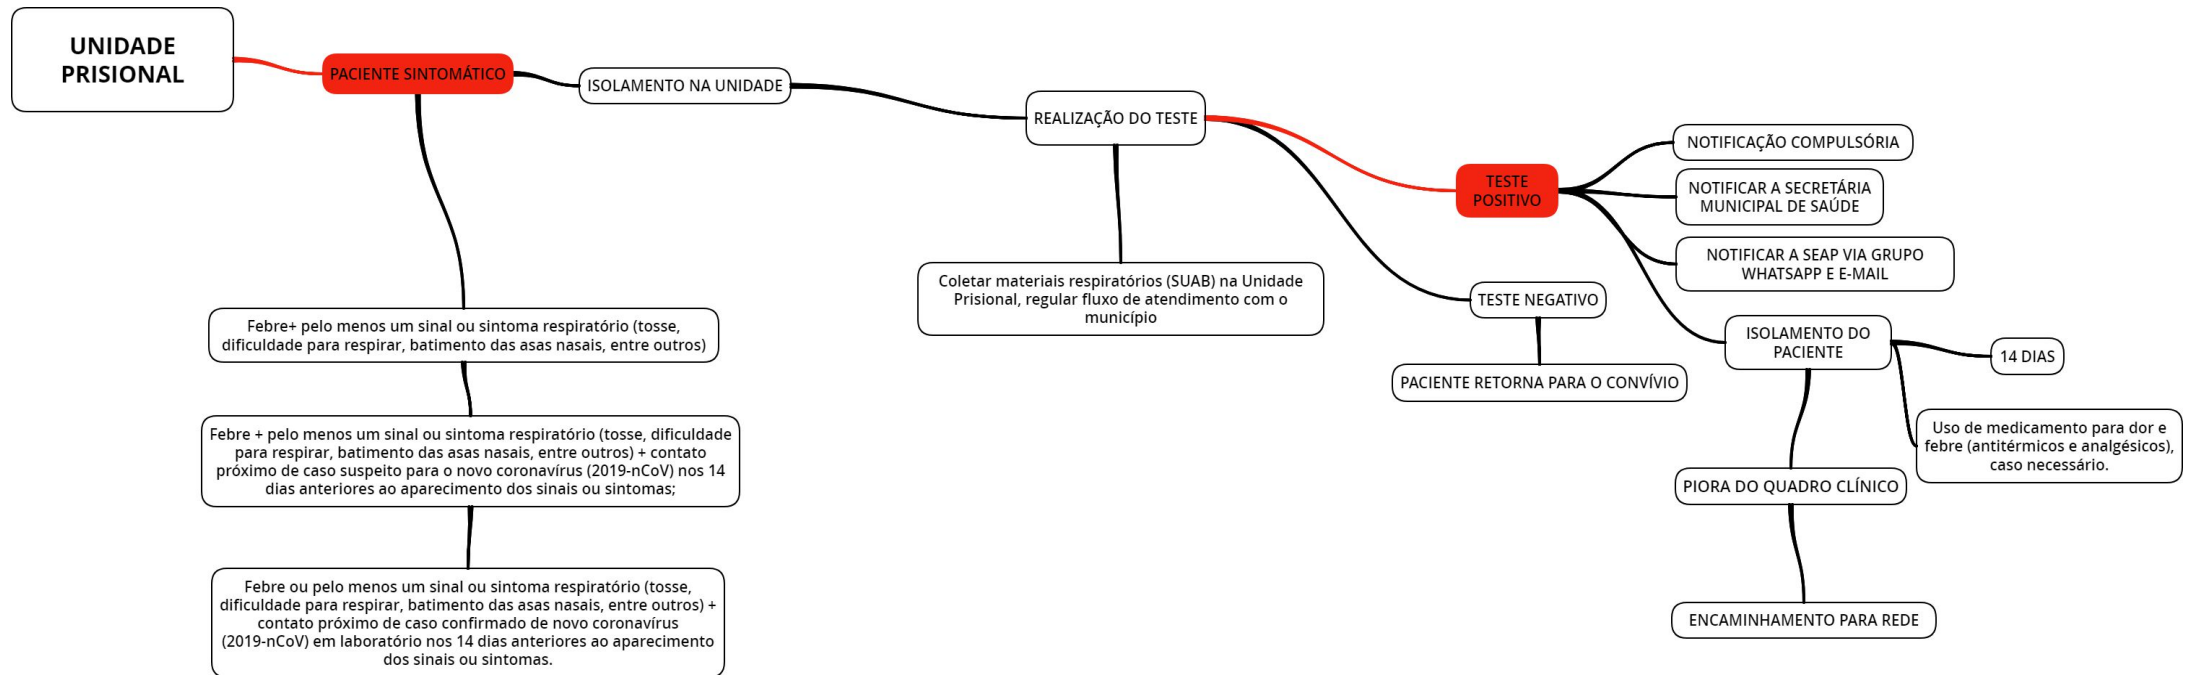 UNIDADE
PRISIONAL
PACIENTE SINTOMÁTICO
ISOLAMENTO NA UNIDADE
REALIZAÇÃO DO TESTE
Coletar materiais respiratórios (SUAB) na Unidade
Prisional, regular fluxo de atendimento com o
município
Febre+ pelo menos um sinal ou sintoma respiratório (tosse,
dificuldade para respirar, batimento das asas nasais, entre outros)
Febre + pelo menos um sinal ou sintoma respiratório (tosse, dificuldade
para respirar, batimento das asas nasais, entre outros) + contato
próximo de caso suspeito para o novo coronavírus (2019-nCoV) nos 14
dias anteriores ao aparecimento dos sinais ou sintomas;
Febre ou pelo menos um sinal ou sintoma respiratório (tosse,
dificuldade para respirar, batimento das asas nasais, entre outros) +
contato próximo de caso confirmado de novo coronavírus
(2019-nCoV) em laboratório nos 14 dias anteriores ao aparecimento
dos sinais ou sintomas.
TESTE
POSITIVO
TESTE NEGATIVO
PACIENTE RETORNA PARA O CONVÍVIO
NOTIFICAÇÃO COMPULSÓRIA
NOTIFICAR A SECRETÁRIA
MUNICIPAL DE SAÚDE
NOTIFICAR A SEAP VIA GRUPO
WHATSAPP E E-MAIL
ISOLAMENTO DO
PACIENTE
14 DIAS
Uso de medicamento para dor e
febre (antitérmicos e analgésicos),
caso necessário.
PIORA DO QUADRO CLÍNICO
ENCAMINHAMENTO PARA REDE